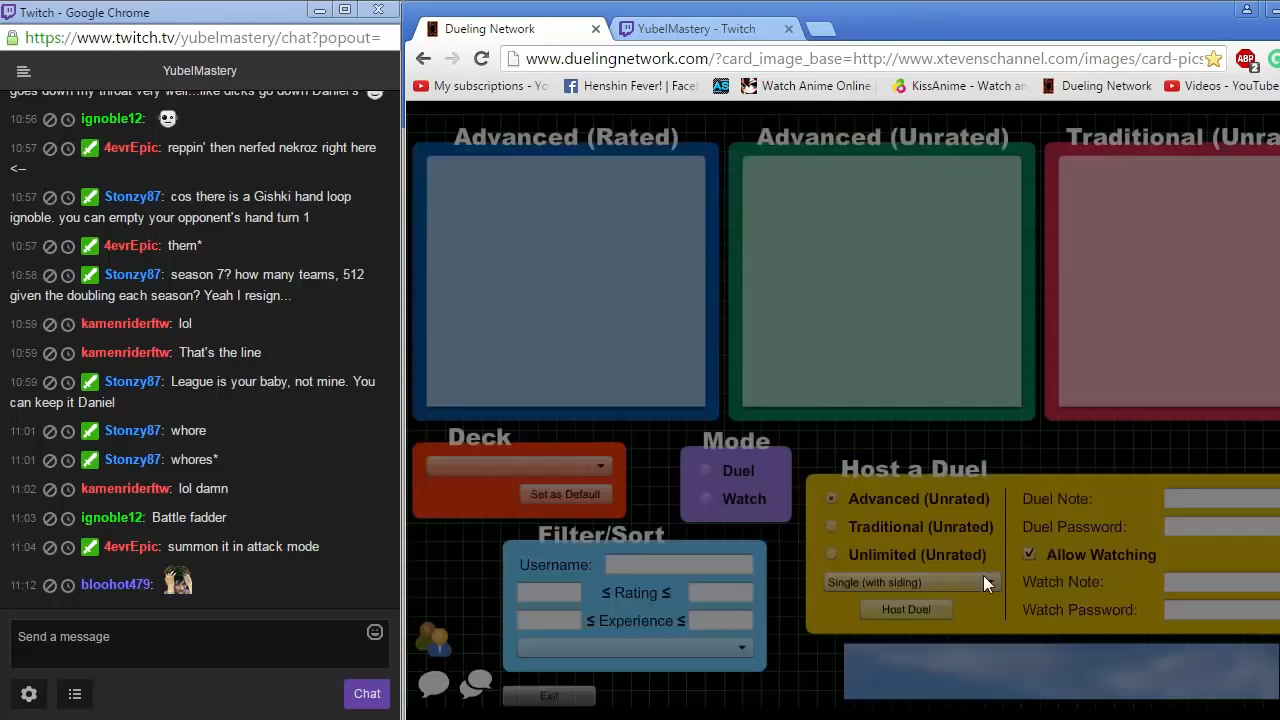 Twitch - Google Chrome
https://www.twitch.tv/yubelmastery/chat?popout=
YubelMastery
goes down my throat very well...like dicks go down Daniel's
10:56 ignoble12:
10:57 4evrEpic: reppin' then nerfed nekroz right here
<–
10:57 Stonzy87: cos there is a Gishki hand loop
ignoble. you can empty your opponent's hand turn 1
10:57 4evrEpic: them*
10:58 Stonzy87: season 7? how many teams, 512
given the doubling each season? Yeah I resign...
10:59 kamenriderftw: lol
10:59 kamenriderftw: That's the line
10:59 Stonzy87: League is your baby, not mine. You
can keep it Daniel
11:01 Stonzy87: whore
11:01 Stonzy87: whores*
11:02 kamenriderftw: lol damn
11:03 ignoble12: Battle fadder
11:04 4evrEpic: summon it in attack mode
11:12 bloohot479:
Send a message
Chat
Dueling Network
YubelMastery - Twitch
www.duelingnetwork.com/?card_image_base=http://www.xtevenschannel.com/images/card-pics
ABP
2
My subscriptions - Yo
Henshin Fever! | Face
AS
Watch Anime Online
KissAnime - Watch an
Dueling Network
Videos - YouTube
Advanced (Rated)
Advanced (Unrated)
Traditional (Unra
Deck
Set as Default
Mode
Duel
Watch
Filter/Sort
Username:
≤ Rating ≤
≤ Experience ≤
Exit
Host a Duel
Advanced (Unrated)
Traditional (Unrated)
Unlimited (Unrated)
Single (with siding)
Host Duel
Duel Note:
Duel Password:
Allow Watching
Watch Note:
Watch Password: